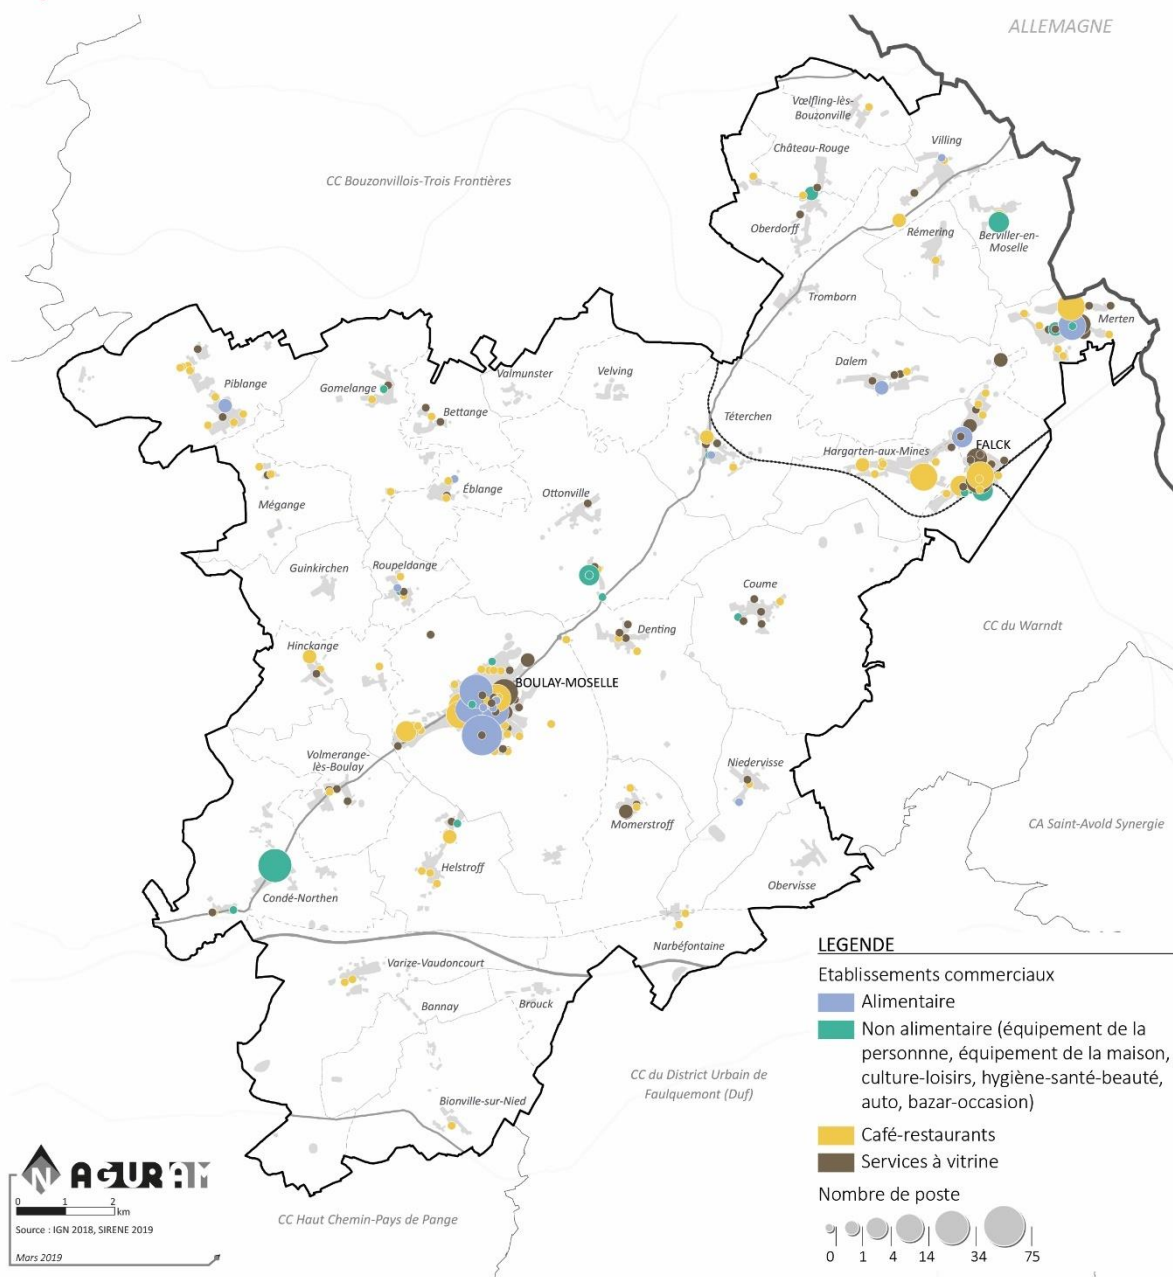 ALLEMAGNE
Vœlfling-lès-
Bouzonville
Villing
Château-Rouge
CC Bouzonvillois-Trois Frontières
Oberdorff
Rémering
Berviller-en-
Moselle
Tromborn
Merten
Dalem
Piblange
Gomelange
Valmunster
Velving
Bettange
Téterchen
Hargarten-aux-Mines
FALCK
Mégange
Éblange
Ottonville
Guinkirchen
Roupeldange
Coume
CC du Warndt
Denting
Hinckange
BOULAY-MOSELLE
Volmerange-
lès-Boulay
Niedervisse
Momerstroff
CA Saint-Avold Synergie
Helstroff
Obervisse
Condé-Northen
Narbéfontaine
Varize-Vaudoncourt
Bannay
Brouck
CC du District Urbain de
Faulquemont (Duf)
Bionville-sur-Nied
CC Haut Chemin-Pays de Pange
LEGENDE
Etablissements commerciaux
Alimentaire
Non alimentaire (équipement de la
personnne, équipement de la maison,
culture-loisirs, hygiène-santé-beauté,
auto, bazar-occasion)
Café-restaurants
Services à vitrine
Nombre de poste
0 1 4 14 34 75
N AGURAM
0 1 2
km
Source : IGN 2018, SIRENE 2019
Mars 2019